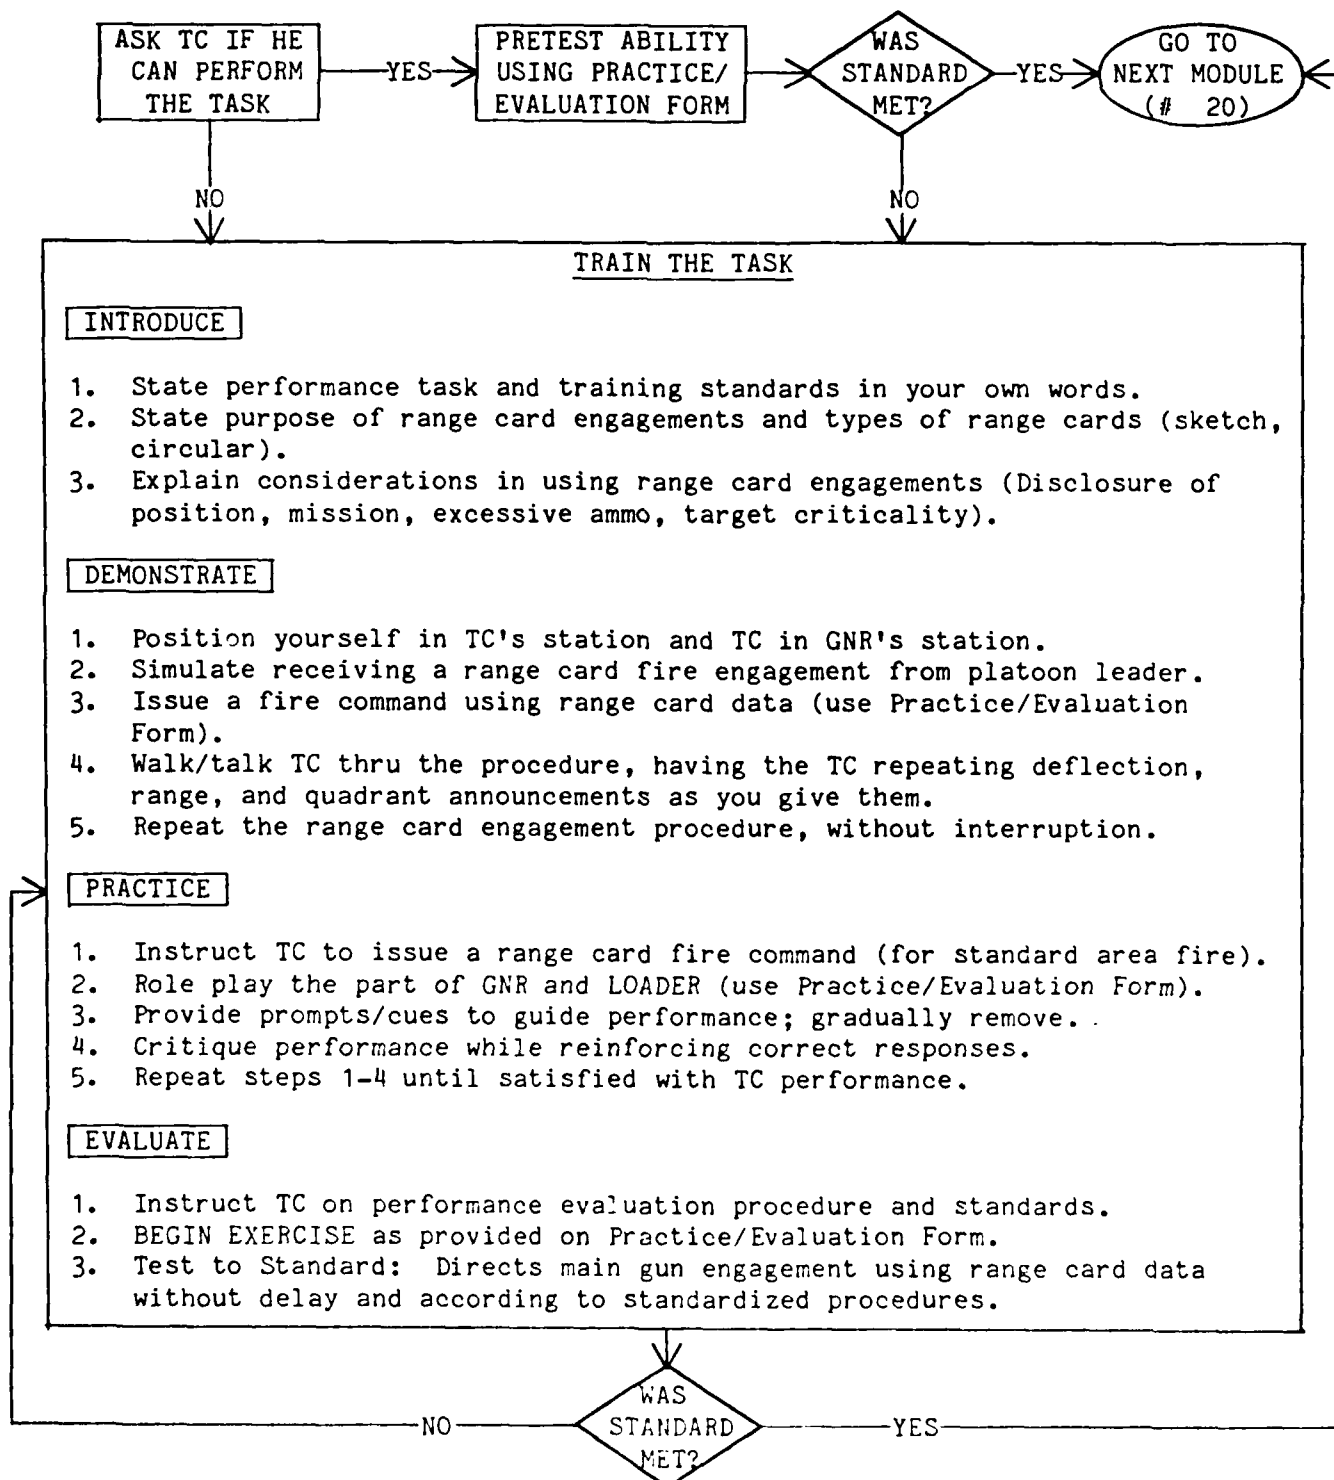 ASK TC IF HE
CAN PERFORM
THE TASK
YES
PRETEST ABILITY
USING PRACTICE/
EVALUATION FORM
WAS
STANDARD
MET?
YES
GO TO
NEXT MODULE
(# 20)
NO
NO
TRAIN THE TASK
INTRODUCE
1. State performance task and training standards in your own words.
2. State purpose of range card engagements and types of range cards (sketch,
circular).
3. Explain considerations in using range card engagements (Disclosure of
position, mission, excessive ammo, target criticality).
DEMONSTRATE
1. Position yourself in TC's station and TC in GNR's station.
2. Simulate receiving a range card fire engagement from platoon leader.
3. Issue a fire command using range card data (use Practice/Evaluation
Form).
4. Walk/talk TC thru the procedure, having the TC repeating deflection,
range, and quadrant announcements as you give them.
5. Repeat the range card engagement procedure, without interruption.
PRACTICE
1. Instruct TC to issue a range card fire command (for standard area fire).
2. Role play the part of GNR and LOADER (use Practice/Evaluation Form).
3. Provide prompts/cues to guide performance; gradually remove.
4. Critique performance while reinforcing correct responses.
5. Repeat steps 1-4 until satisfied with TC performance.
EVALUATE
1. Instruct TC on performance evaluation procedure and standards.
2. BEGIN EXERCISE as provided on Practice/Evaluation Form.
3. Test to Standard: Directs main gun engagement using range card data
without delay and according to standardized procedures.
WAS
STANDARD
MET?
NO
YES